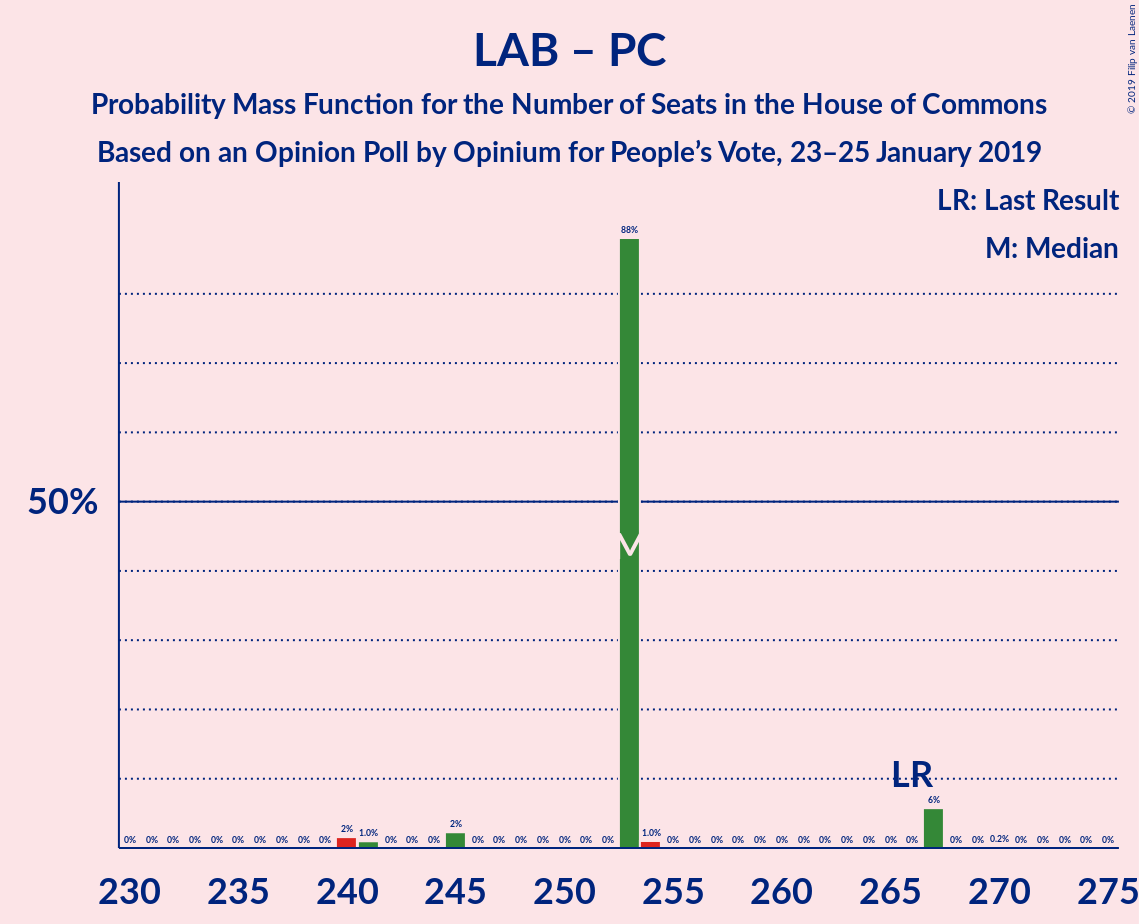 LAB – PC
Probability Mass Function for the Number of Seats in the House of Commons
Based on an Opinion Poll by Opinium for People’s Vote, 23–25 January 2019
© 2019 Filip van Laenen
LR: Last Result
M: Median
88%
50%
M
LR
6%
0% 0% 0% 0% 0% 0% 0% 0% 0% 0% 2% 1.0% 0% 0% 0% 2% 0% 0% 0% 0% 0% 0% 0% 1.0% 0% 0% 0% 0% 0% 0% 0% 0% 0% 0% 0% 0% 0% 0% 0.2% 0% 0% 0% 0% 0%
230 235 240 245 250 255 260 265 270 275